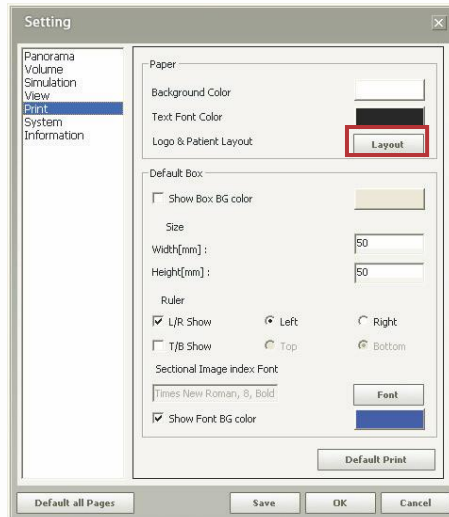 Setting
Panorama
Volume
Simulation
View
Print
System
Information
Paper
Background Color
Text Font Color
Logo & Patient Layout
Layout
Default Box
Show Box BG color
Size
Width[mm] :
50
Height[mm] :
50
Ruler
L/R Show
Left
Right
T/B Show
Top
Bottom
Sectional Image index Font
Times New Roman, 8, Bold
Font
Show Font BG color
Default Print
Default all Pages
Save
OK
Cancel